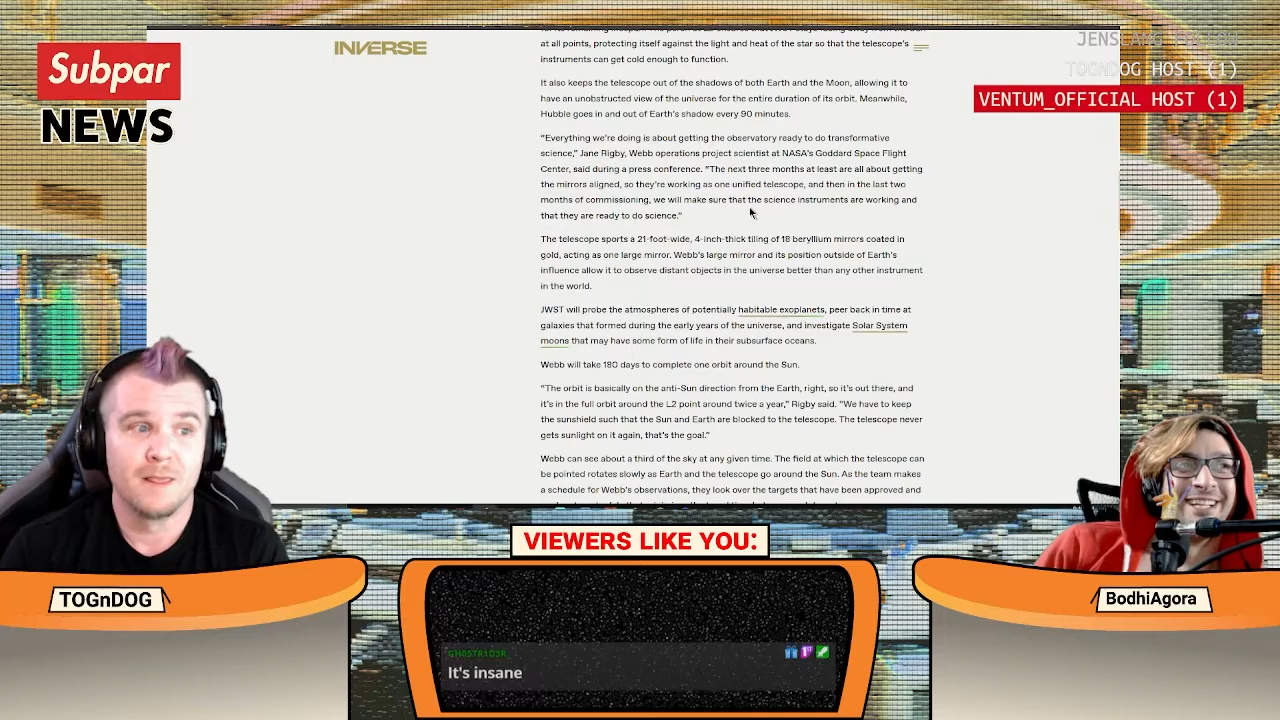 Subpar
NEWS
INVERSE
at all points, protecting itself against the light and heat of the star so that the telescope's
instruments can get cold enough to function.
It also keeps the telescope out of the shadows of both Earth and the Moon, allowing it to
have an unobstructed view of the universe for the entire duration of its orbit. Meanwhile,
Hubble goes in and out of Earth's shadow every 90 minutes.
"Everything we're doing is about getting the observatory ready to do transformative
science," Jane Rigby, Webb operations project scientist at NASA's Goddard Space Flight
Center, said during a press conference. "The next three months at least are all about getting
the mirrors aligned, so they're working as one unified telescope, and then in the last two
months of commissioning, we will make sure that the science instruments are working and
that they are ready to do science."
The telescope sports a 21-foot-wide, 4-inch-thick tiling of 18 beryllium mirrors coated in
gold, acting as one large mirror. Webb's large mirror and its position outside of Earth's
influence allow it to observe distant objects in the universe better than any other instrument
in the world.
JWST will probe the atmospheres of potentially habitable exoplanets, peer back in time at
galaxies that formed during the early years of the universe, and investigate Solar System
moons that may have some form of life in their subsurface oceans.
Webb will take 180 days to complete one orbit around the Sun.
"The orbit is basically on the anti-Sun direction from the Earth, right, so it's out there, and
it's in the full orbit around the L2 point around twice a year," Rigby said. "We have to keep
the sunshield such that the Sun and Earth are blocked to the telescope. The telescope never
gets sunlight on it again, that's the goal."
Webb can see about a third of the sky at any given time. The field at which the telescope can
be pointed rotates slowly as Earth and the telescope go around the Sun. As the team makes
a schedule for Webb's observations, they look over the targets that have been approved and
TOGNDOG HOST (1)
VENTUM_OFFICIAL HOST (1)
VIEWERS LIKE YOU:
TOGnDOG
BodhiAgora
GH0STR1D3R_
It's insane